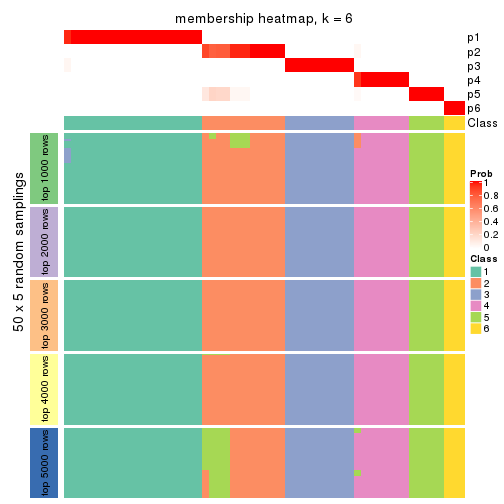 membership heatmap, k = 6
p1
p2
p3
p4
p5
p6
Class
50 x 5 random samplings
top 1000 rows
top 2000 rows
top 3000 rows
top 4000 rows
top 5000 rows
Prob
1
0.8
0.6
0.4
0.2
0
Class
1
2
3
4
5
6